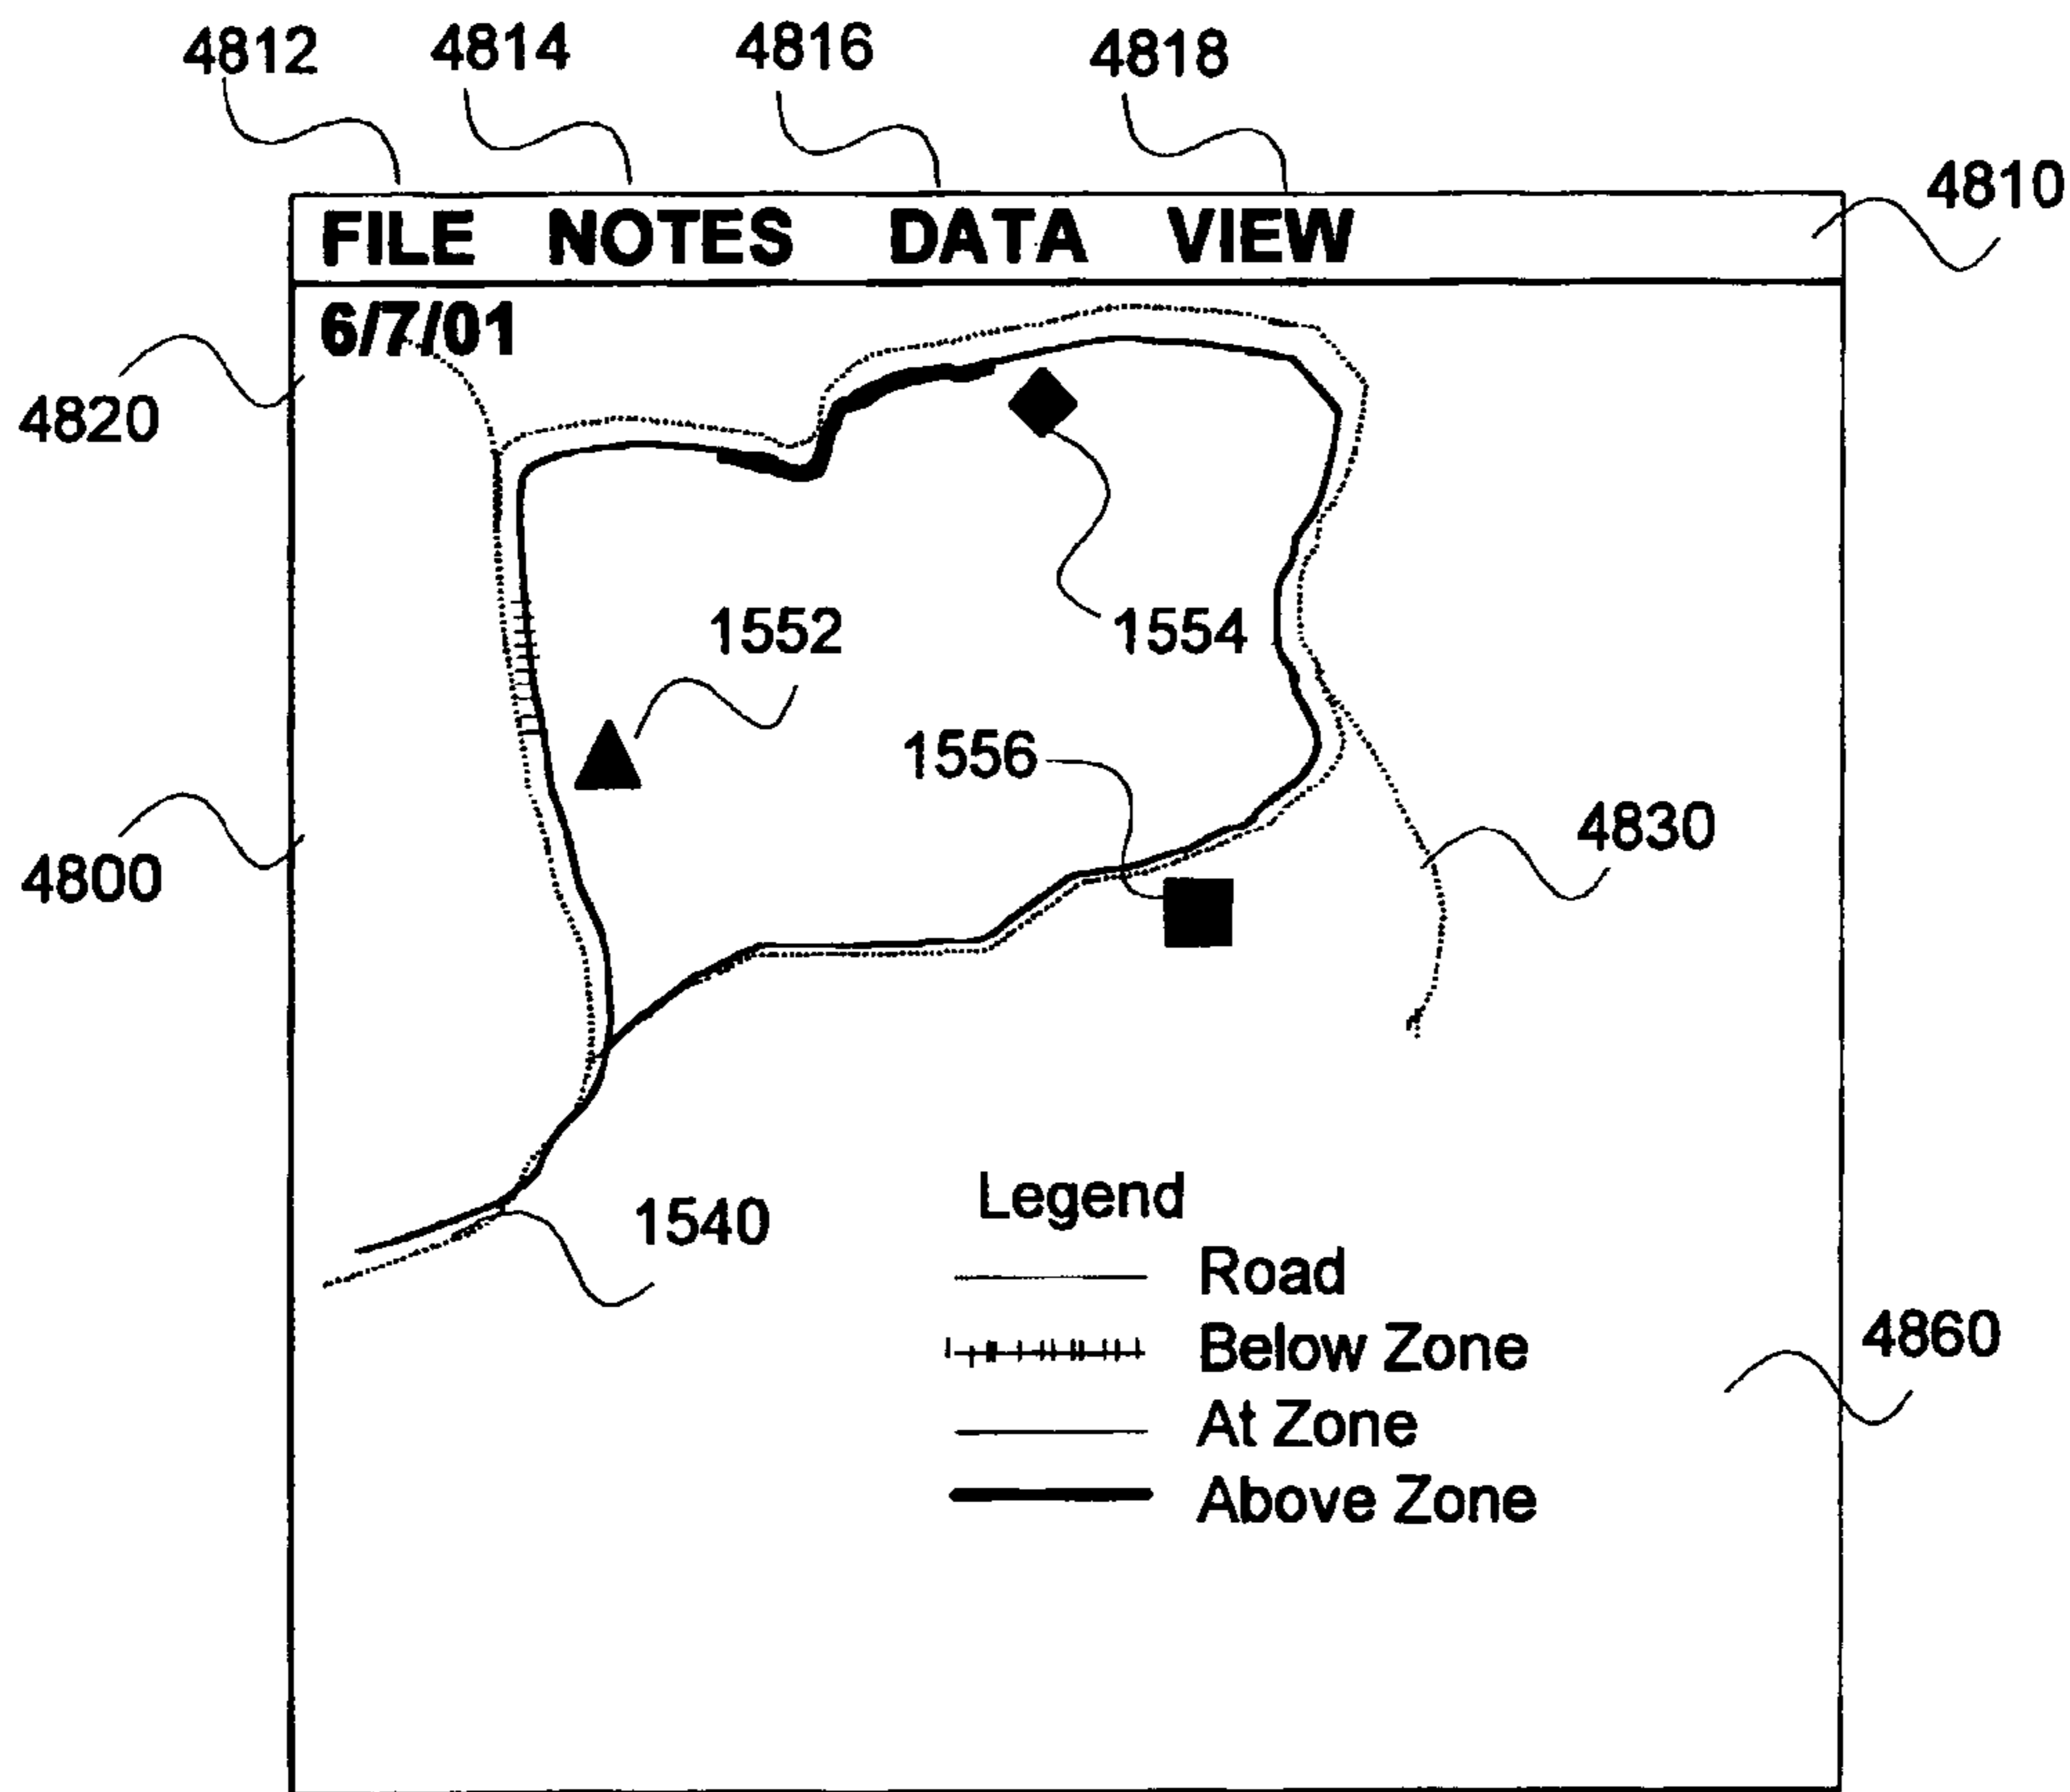 4812 4814 4816 4818
4810
FILE NOTES DATA VIEW
6/7/01
4820
1552 1554
1556
4830
4800
1540
Legend
Road
Below Zone
4860
At Zone
Above Zone